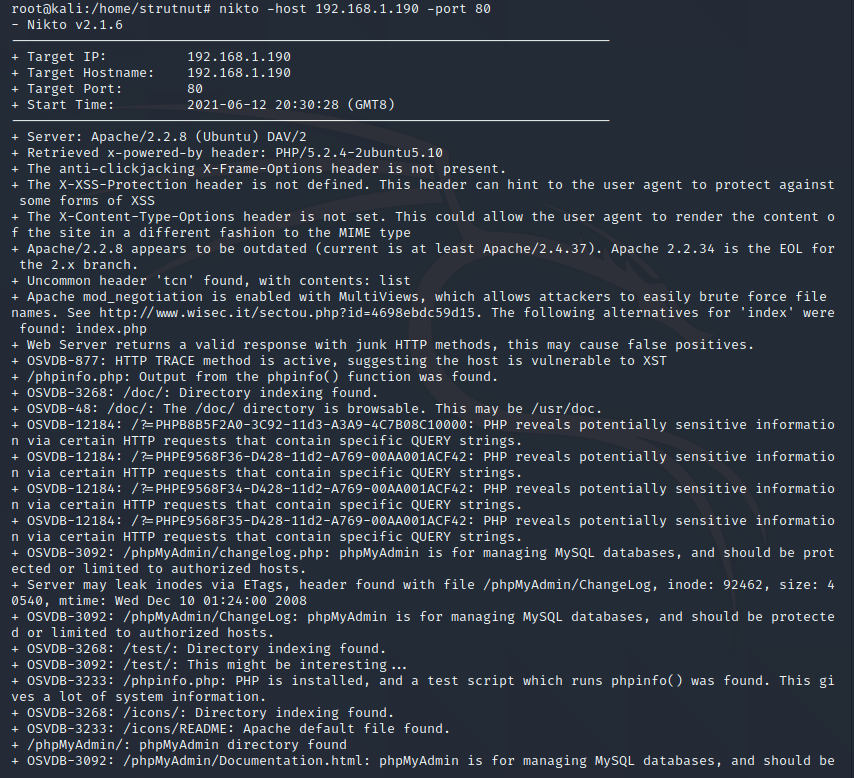 root@kali:/home/strutnut# nikto -host 192.168.1.190 -port 80
- Nikto v2.1.6
+ Target IP:          192.168.1.190
+ Target Hostname:    192.168.1.190
+ Target Port:        80
+ Start Time:         2021-06-12 20:30:28 (GMT8)
+ Server: Apache/2.2.8 (Ubuntu) DAV/2
+ Retrieved x-powered-by header: PHP/5.2.4-2ubuntu5.10
+ The anti-clickjacking X-Frame-Options header is not present.
+ The X-XSS-Protection header is not defined. This header can hint to the user agent to protect against
 some forms of XSS
+ The X-Content-Type-Options header is not set. This could allow the user agent to render the content o
f the site in a different fashion to the MIME type
+ Apache/2.2.8 appears to be outdated (current is at least Apache/2.4.37). Apache 2.2.34 is the EOL for
 the 2.x branch.
+ Uncommon header 'tcn' found, with contents: list
+ Apache mod_negotiation is enabled with MultiViews, which allows attackers to easily brute force file
names. See http://www.wisec.it/sectou.php?id=4698ebdc59d15. The following alternatives for 'index' were
 found: index.php
+ Web Server returns a valid response with junk HTTP methods, this may cause false positives.
+ OSVDB-877: HTTP TRACE method is active, suggesting the host is vulnerable to XST
+ /phpinfo.php: Output from the phpinfo() function was found.
+ OSVDB-3268: /doc/: Directory indexing found.
+ OSVDB-48: /doc/: The /doc/ directory is browsable. This may be /usr/doc.
+ OSVDB-12184: /?=PHPB8B5F2A0-3C92-11d3-A3A9-4C7B08C10000: PHP reveals potentially sensitive informatio
n via certain HTTP requests that contain specific QUERY strings.
+ OSVDB-12184: /?=PHPE9568F36-D428-11d2-A769-00AA001ACF42: PHP reveals potentially sensitive informatio
n via certain HTTP requests that contain specific QUERY strings.
+ OSVDB-12184: /?=PHPE9568F34-D428-11d2-A769-00AA001ACF42: PHP reveals potentially sensitive informatio
n via certain HTTP requests that contain specific QUERY strings.
+ OSVDB-12184: /?=PHPE9568F35-D428-11d2-A769-00AA001ACF42: PHP reveals potentially sensitive informatio
n via certain HTTP requests that contain specific QUERY strings.
+ OSVDB-3092: /phpMyAdmin/changelog.php: phpMyAdmin is for managing MySQL databases, and should be prot
ected or limited to authorized hosts.
+ Server may leak inodes via ETags, header found with file /phpMyAdmin/ChangeLog, inode: 92462, size: 4
0540, mtime: Wed Dec 10 01:24:00 2008
+ OSVDB-3092: /phpMyAdmin/ChangeLog: phpMyAdmin is for managing MySQL databases, and should be protecte
d or limited to authorized hosts.
+ OSVDB-3268: /test/: Directory indexing found.
+ OSVDB-3092: /test/: This might be interesting...
+ OSVDB-3233: /phpinfo.php: PHP is installed, and a test script which runs phpinfo() was found. This gi
ves a lot of system information.
+ OSVDB-3268: /icons/: Directory indexing found.
+ OSVDB-3233: /icons/README: Apache default file found.
+ /phpMyAdmin/: phpMyAdmin directory found
+ OSVDB-3092: /phpMyAdmin/Documentation.html: phpMyAdmin is for managing MySQL databases, and should be